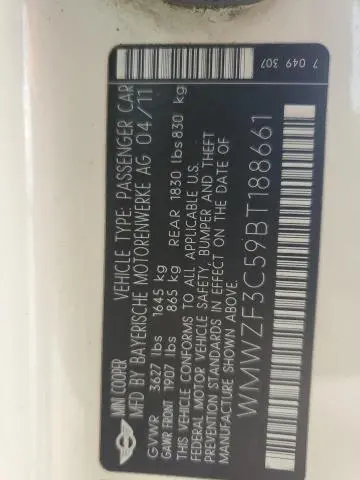 MINI COOPER
VEHICLE TYPE: PASSENGER CAR
MFD BY BAYERISCHE MOTORENWERKE AG 04/11
GVWR 3627 lbs 1645 kg
GAWR FRONT 1907 lbs 865 kg REAR 1830 lbs 830 kg
THIS VEHICLE CONFORMS TO ALL APPLICABLE U.S.
FEDERAL MOTOR VEHICLE SAFETY, BUMPER AND THEFT
PREVENTION STANDARDS IN EFFECT ON THE DATE OF
MANUFACTURE SHOWN ABOVE.
WMWZF3C59BT188661
7 049 307